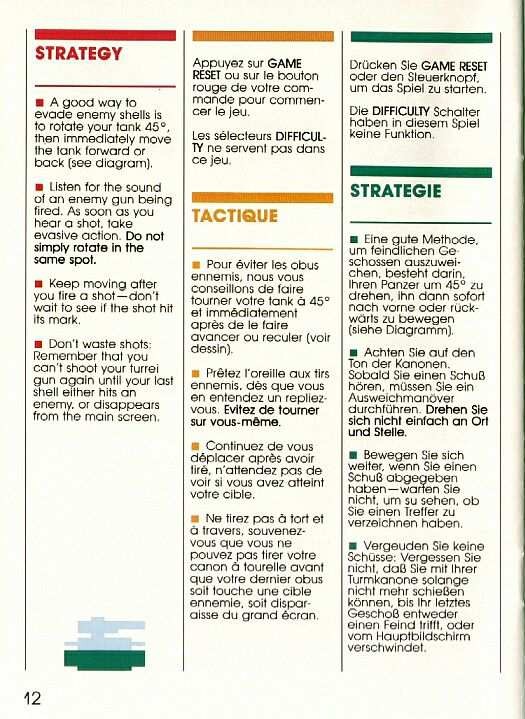 STRATEGY
■ A good way to
evade enemy shells is
to rotate your tank 45°,
then immediately move
the tank forward or
back (see diagram).
■ Listen for the sound
of an enemy gun being
fired. As soon as you
hear a shot, take
evasive action. Do not
simply rotate in the
same spot.
■ Keep moving after
you fire a shot—don't
wait to see if the shot hit
its mark.
■ Don't waste shots:
Remember that you
can't shoot your turret
gun again until your last
shell either hits an
enemy, or disappears
from the main screen.
Appuyez sur GAME
RESET ou sur le bouton
rouge de votre com-
mande pour commen-
cer le jeu.
Les sélecteurs DIFFICUL-
TY ne servent pas dans
ce jeu.
TACTIQUE
■ Pour éviter les obus
ennemis, nous vous
conseillons de faire
tourner votre tank à 45°
et immédiatement
après de le faire
avancer ou reculer (voir
dessin).
■ Prêtez l'oreille aux tirs
ennemis, dès que vous
en entendez un repliez-
vous. Evitez de tourner
sur vous-même.
■ Continuez de vous
déplacer après avoir
tiré, n'attendez pas de
voir si vous avez atteint
votre cible.
■ Ne tirez pas à tort et
à travers, souvenez-
vous que vous ne
pouvez pas tirer votre
canon à tourelle avant
que votre dernier obus
soit touche une cible
ennemie, soit dispar-
aisse du grand écran.
Drücken Sie GAME RESET
oder den Steuerknopf,
um das Spiel zu starten.
Die DIFFICULTY Schalter
haben in diesem Spiel
keine Funktion.
STRATEGIE
■ Eine gute Methode,
um feindlichen Ge-
schossen auszuwei-
chen, besteht darin,
Ihren Panzer um 45° zu
drehen, ihn dann sofort
nach vorne oder rück-
wärts zu bewegen
(siehe Diagramm).
■ Achten Sie auf den
Ton der Kanonen.
Sobald Sie einen Schuß
hören, müssen Sie ein
Ausweichmanöver
durchführen. Drehen Sie
sich nicht einfach an Ort
und Stelle.
■ Bewegen Sie sich
weiter, wenn Sie einen
Schuß abgegeben
haben—warten Sie
nicht, um zu sehen, ob
Sie einen Treffer zu
verzeichnen haben.
■ Vergeuden Sie keine
Schüsse: Vergessen Sie
nicht, daß Sie mit Ihrer
Turmkanone solange
nicht mehr schießen
können, bis Ihr letztes
Geschoß entweder
einen Feind trifft, oder
vom Hauptbildschirm
verschwindet.
12